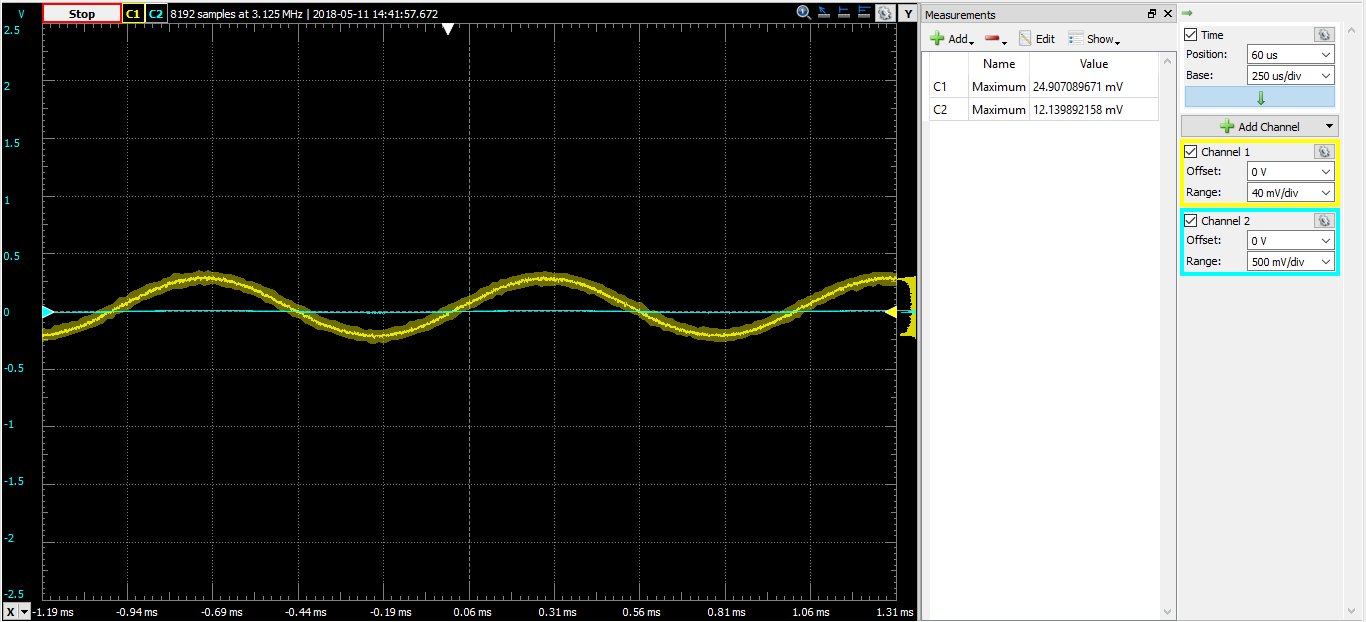 V Stop C1 C2 8192 samples at 3.125 MHz | 2018-05-11 14:41:57.672 Y
2.5
2
1.5
1
0.5
0
-0.5
-1
-1.5
-2
-2.5
X -1.19 ms -0.94 ms -0.69 ms -0.44 ms -0.19 ms 0.06 ms 0.31 ms 0.56 ms 0.81 ms 1.06 ms 1.31 ms
Measurements
Add Edit Show
Name Value
C1 Maximum 24.907089671 mV
C2 Maximum 12.139892158 mV
Time
Position: 60 us
Base: 250 us/div
Add Channel
Channel 1
Offset: 0 V
Range: 40 mV/div
Channel 2
Offset: 0 V
Range: 500 mV/div